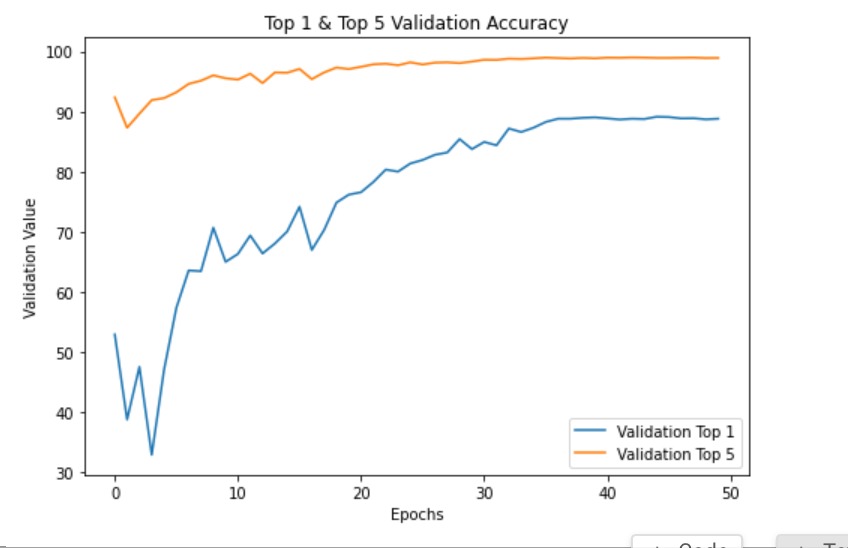 Top 1 & Top 5 Validation Accuracy
100
90
80
70
60
50
40
30
Validation Value
0 10 20 30 40 50
Epochs
Validation Top 1
Validation Top 5